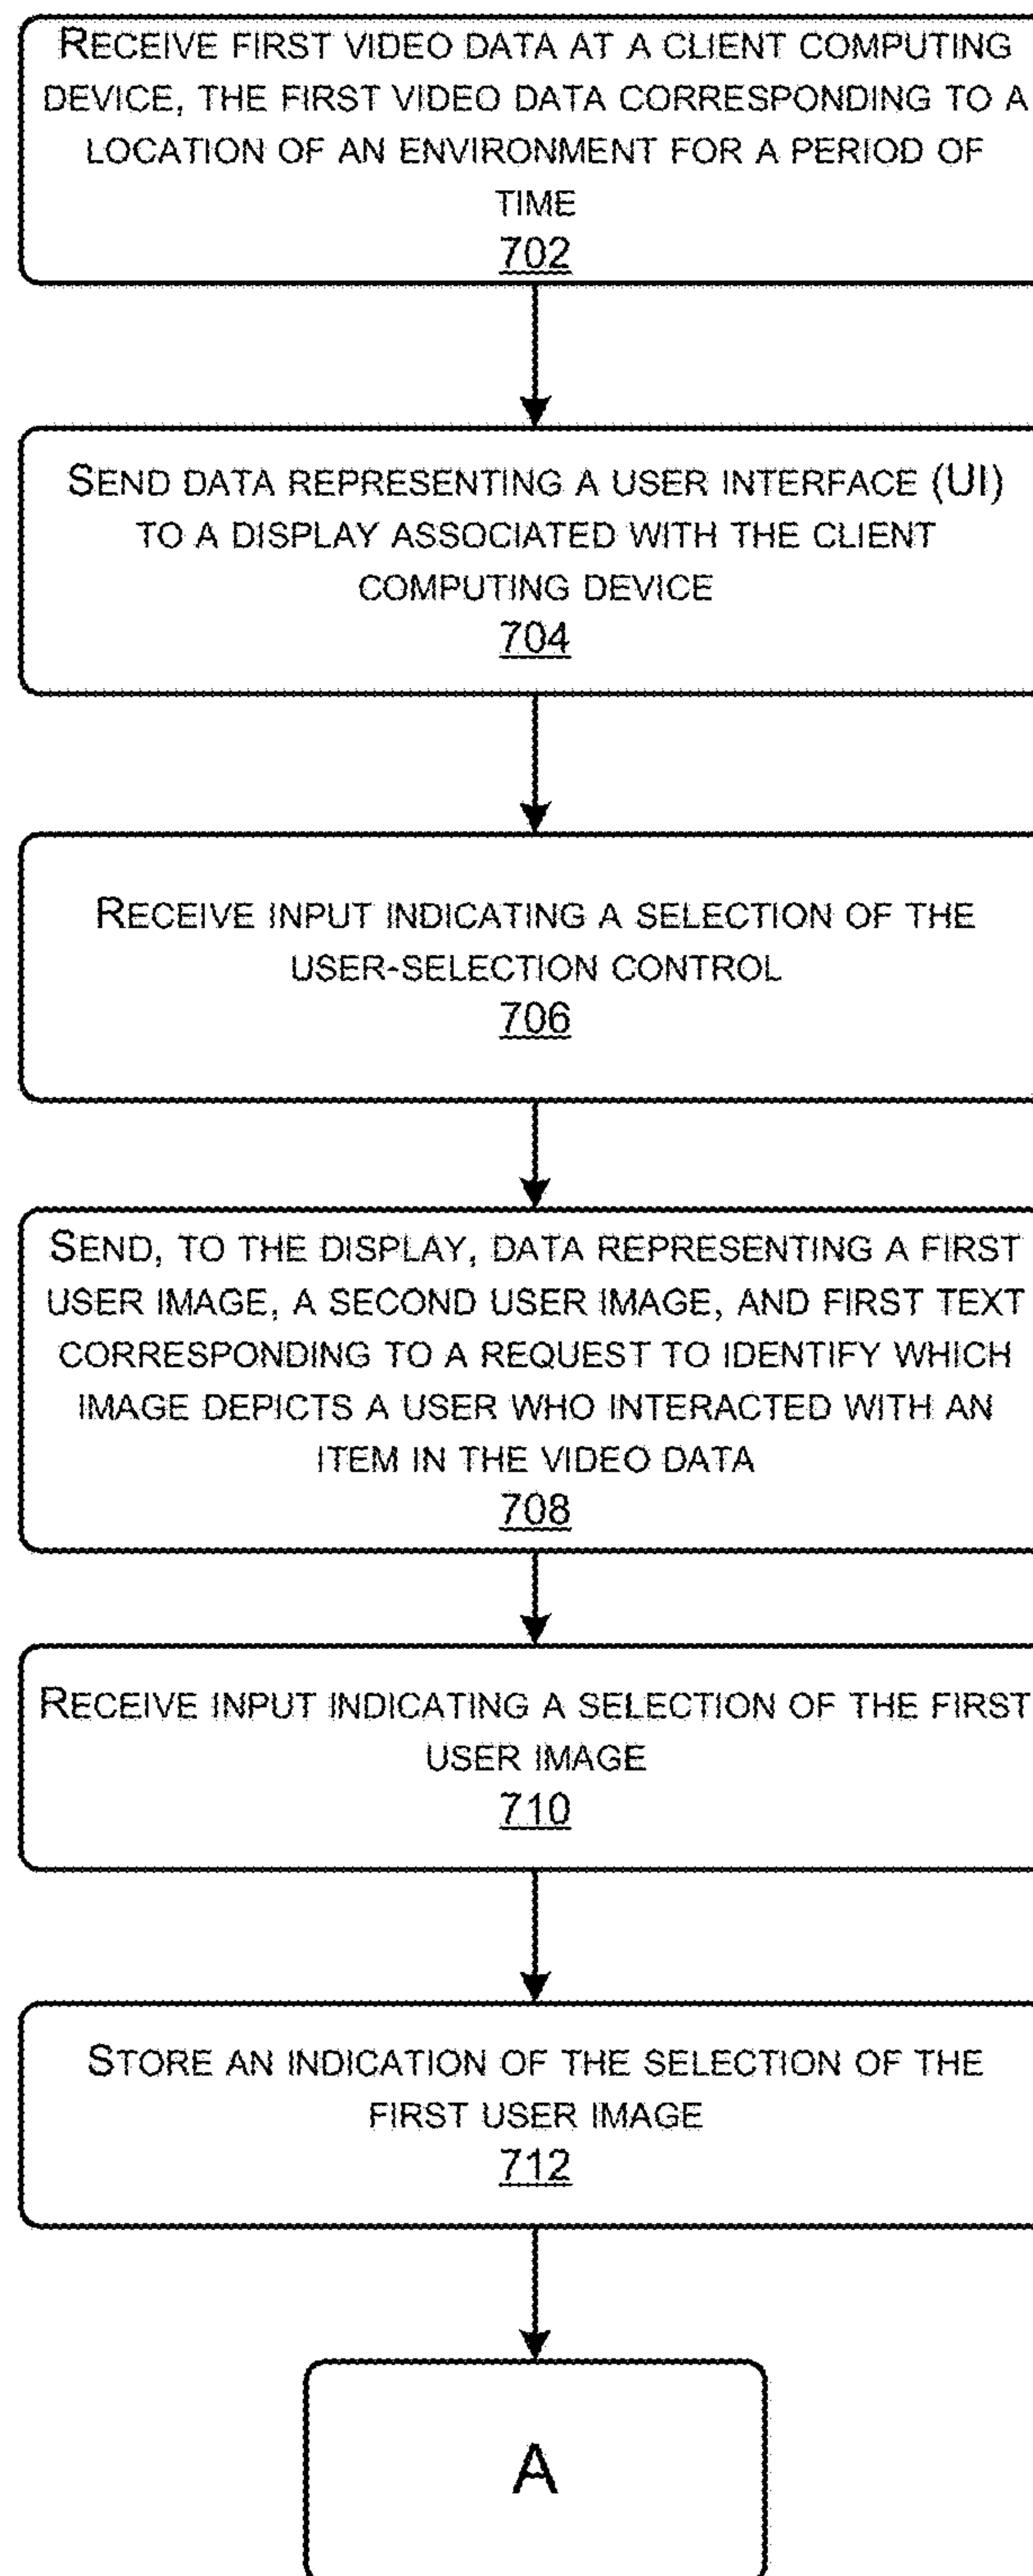 RECEIVE FIRST VIDEO DATA AT A CLIENT COMPUTING
DEVICE, THE FIRST VIDEO DATA CORRESPONDING TO A
LOCATION OF AN ENVIRONMENT FOR A PERIOD OF
TIME
702
SEND DATA REPRESENTING A USER INTERFACE (UI)
TO A DISPLAY ASSOCIATED WITH THE CLIENT
COMPUTING DEVICE
704
RECEIVE INPUT INDICATING A SELECTION OF THE
USER-SELECTION CONTROL
706
SEND, TO THE DISPLAY, DATA REPRESENTING A FIRST
USER IMAGE, A SECOND USER IMAGE, AND FIRST TEXT
CORRESPONDING TO A REQUEST TO IDENTIFY WHICH
IMAGE DEPICTS A USER WHO INTERACTED WITH AN
ITEM IN THE VIDEO DATA
708
RECEIVE INPUT INDICATING A SELECTION OF THE FIRST
USER IMAGE
710
STORE AN INDICATION OF THE SELECTION OF THE
FIRST USER IMAGE
712
A